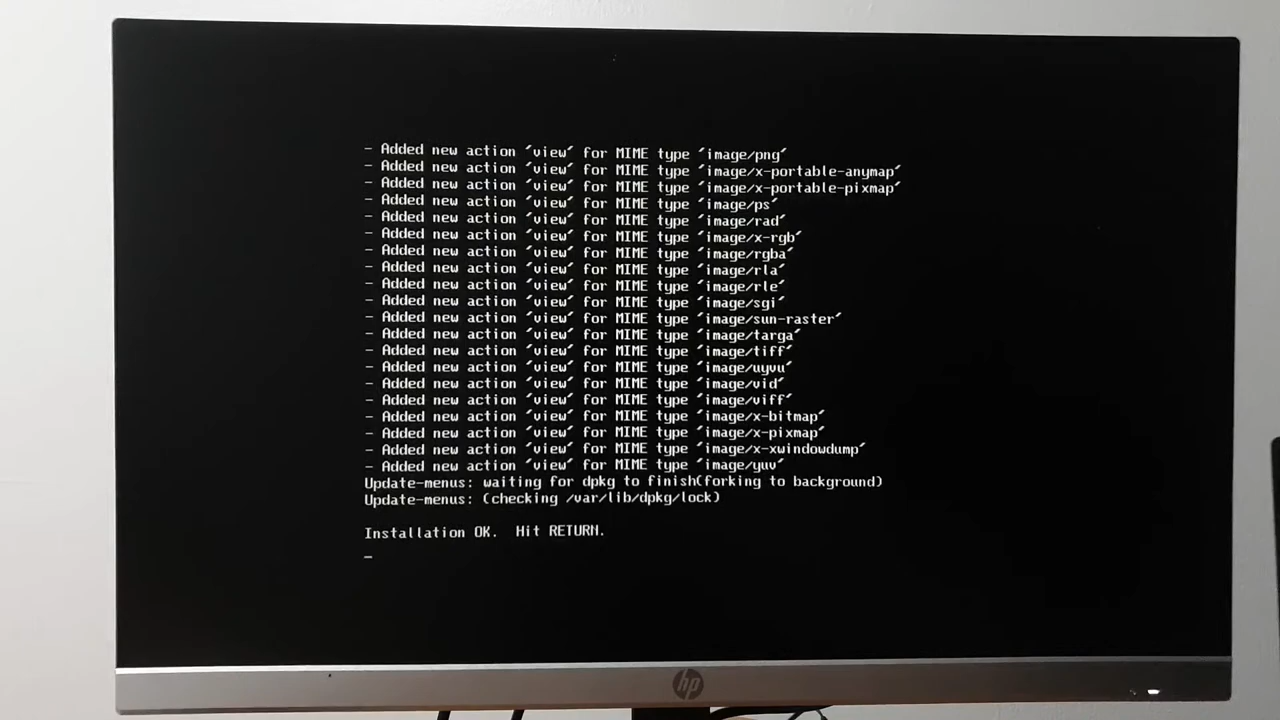 - Added new action ´view´ for MIME type ´image/png´
- Added new action ´view´ for MIME type ´image/x-portable-anymap´
- Added new action ´view´ for MIME type ´image/x-portable-pixmap´
- Added new action ´view´ for MIME type ´image/ps´
- Added new action ´view´ for MIME type ´image/rad´
- Added new action ´view´ for MIME type ´image/x-rgb´
- Added new action ´view´ for MIME type ´image/rgba´
- Added new action ´view´ for MIME type ´image/rla´
- Added new action ´view´ for MIME type ´image/rle´
- Added new action ´view´ for MIME type ´image/sgi´
- Added new action ´view´ for MIME type ´image/sun-raster´
- Added new action ´view´ for MIME type ´image/targa´
- Added new action ´view´ for MIME type ´image/tiff´
- Added new action ´view´ for MIME type ´image/uyvu´
- Added new action ´view´ for MIME type ´image/vid´
- Added new action ´view´ for MIME type ´image/viff´
- Added new action ´view´ for MIME type ´image/x-bitmap´
- Added new action ´view´ for MIME type ´image/x-pixmap´
- Added new action ´view´ for MIME type ´image/x-xwindowdump´
- Added new action ´view´ for MIME type ´image/yuv´
Update-menus: waiting for dpkg to finish(forking to background)
Update-menus: (checking /var/lib/dpkg/lock)
Installation OK.  Hit RETURN.
_
hp